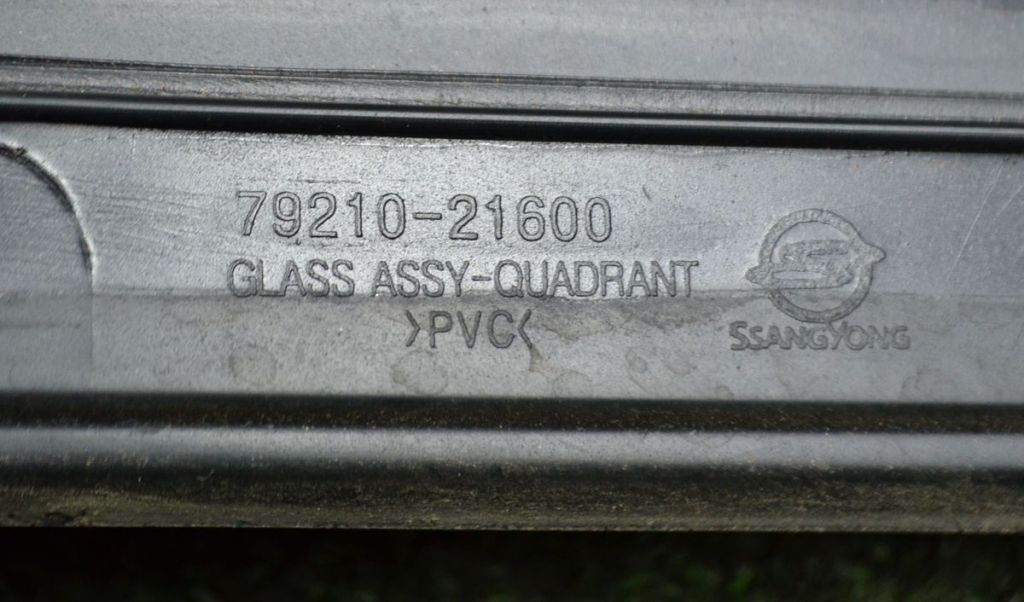 79210-21600
GLASS ASSY-QUADRANT
>PVC<
SSANGYONG